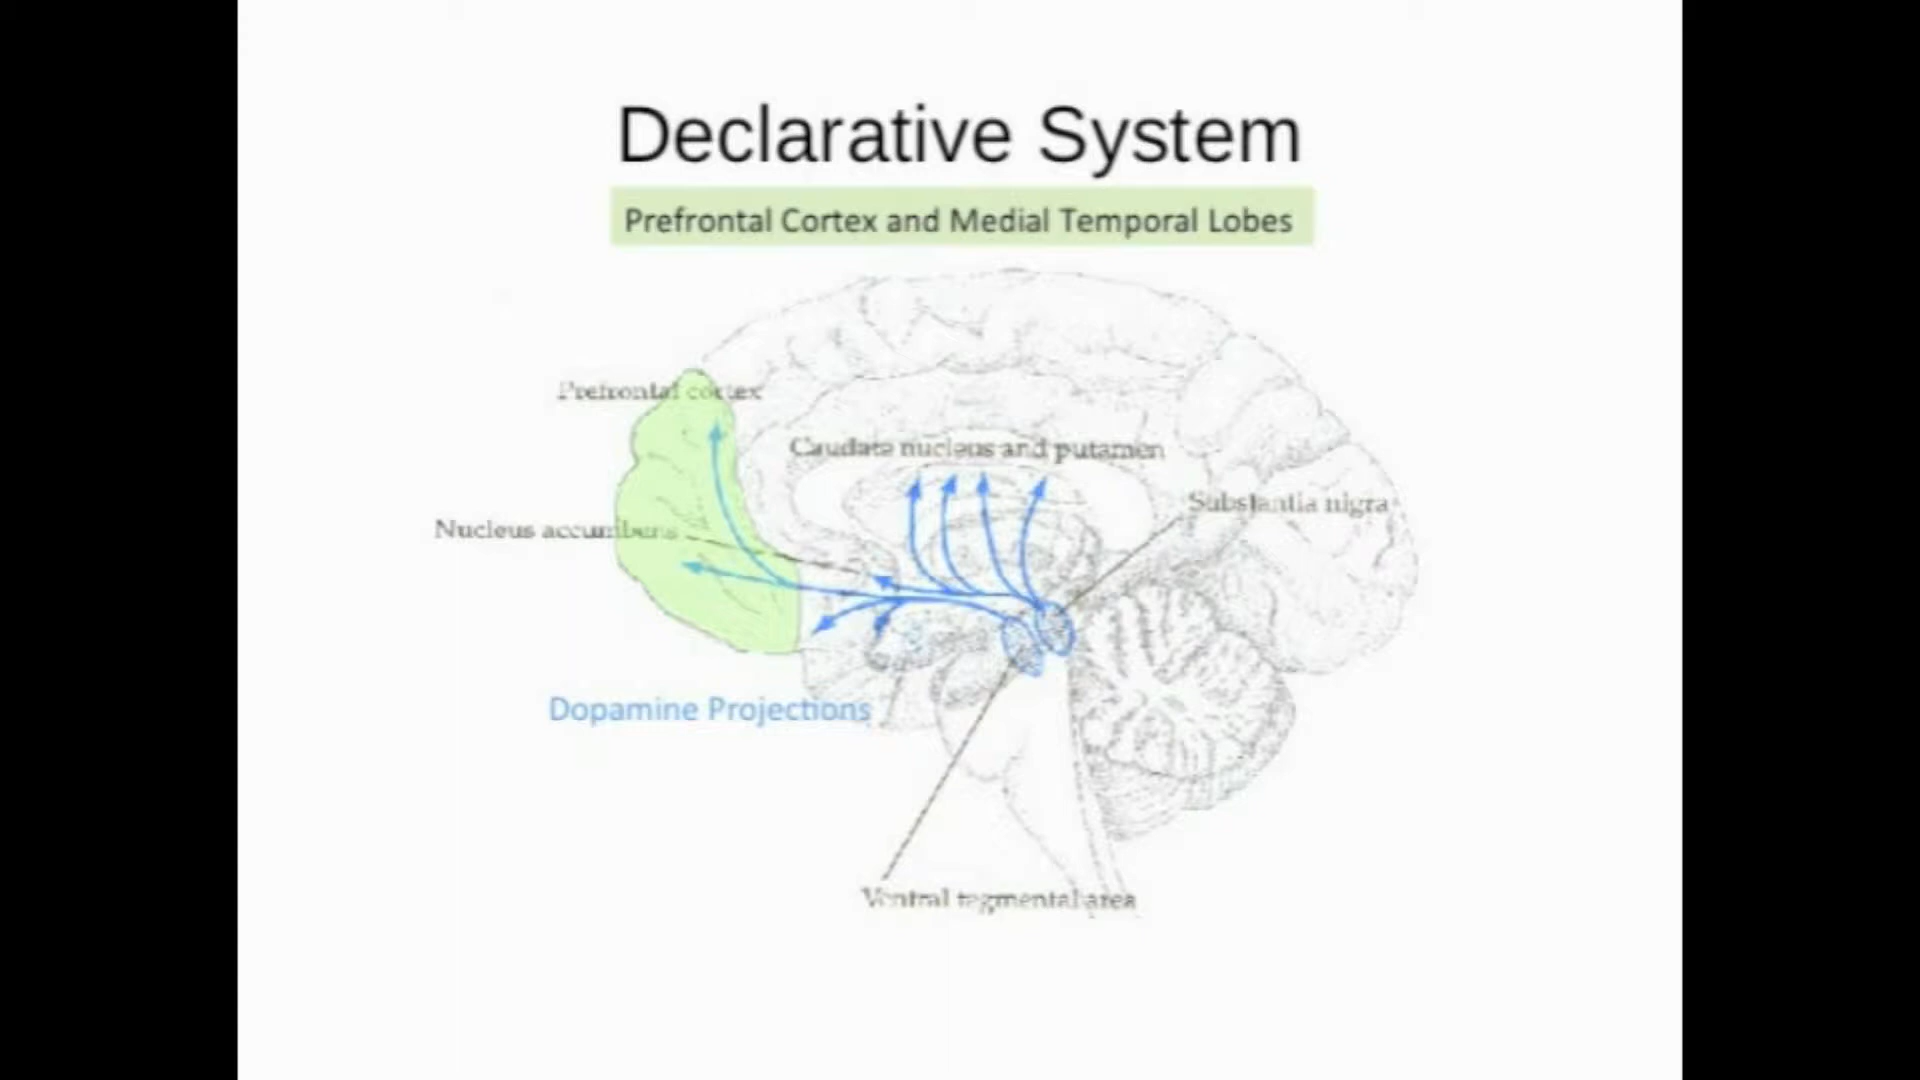 Declarative System
Prefrontal Cortex and Medial Temporal Lobes
Prefrontal cortex
Caudate nucleus and putamen
Substantia nigra
Nucleus accumbens
Dopamine Projections
Ventral tegmental area